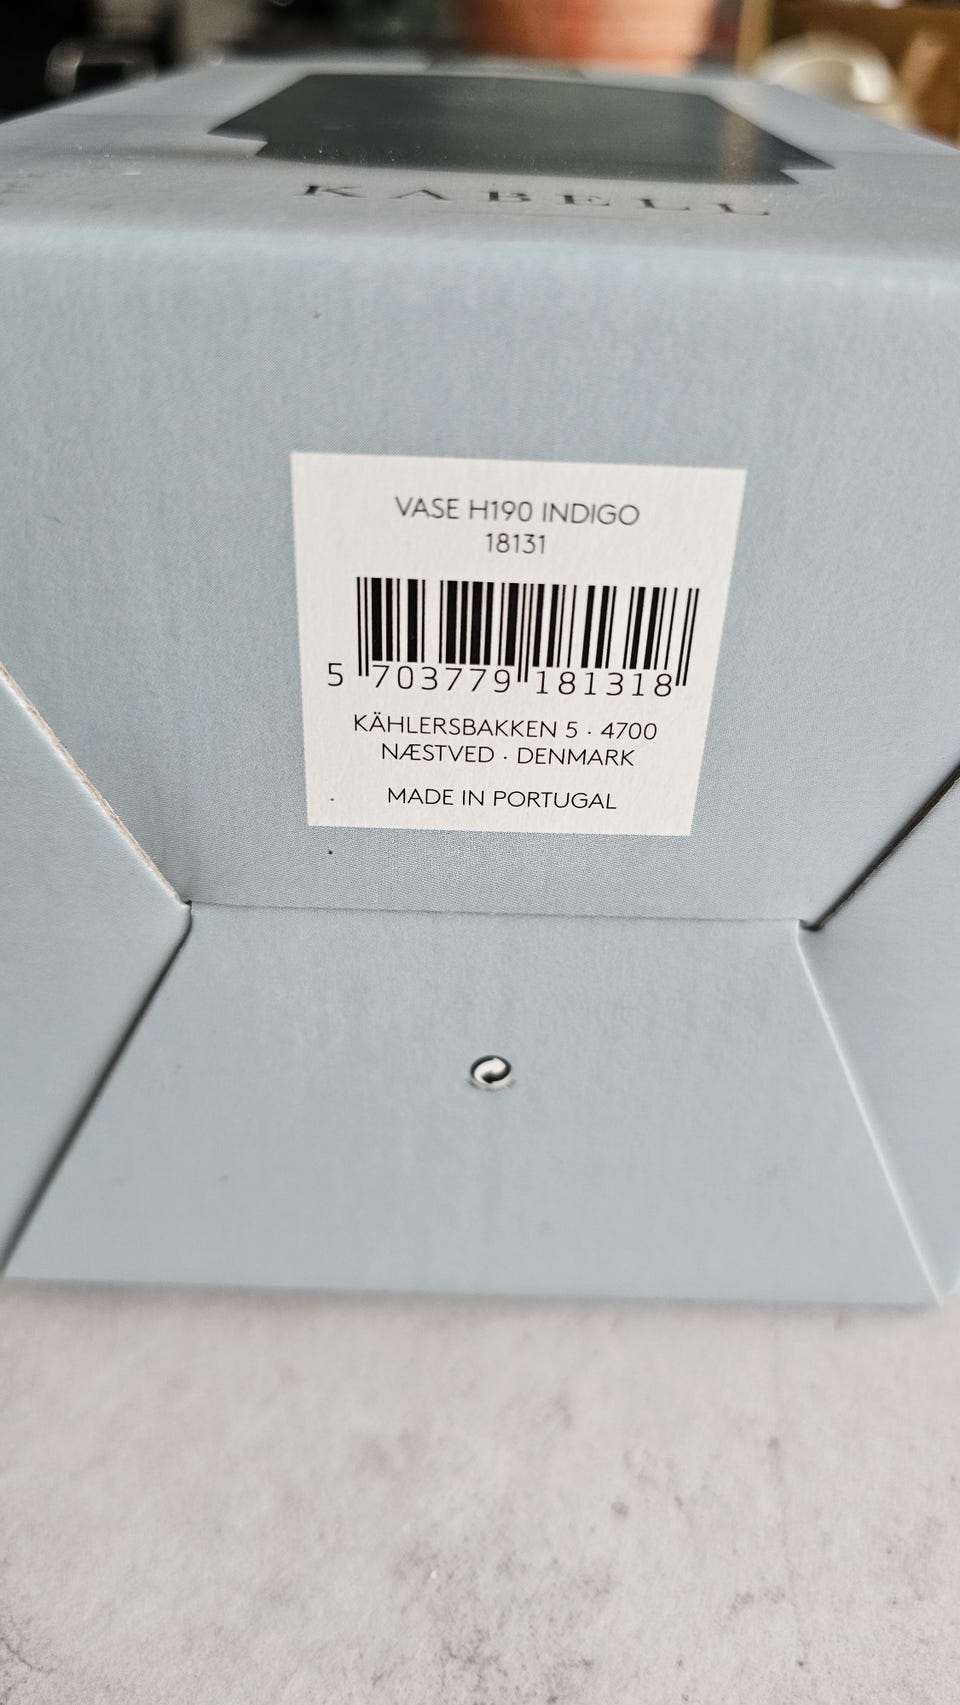 KABELL
VASE H190 INDIGO
18131
5 703779 181318
KÄHLERSBAKKEN 5 · 4700
NÆSTVED · DENMARK
MADE IN PORTUGAL